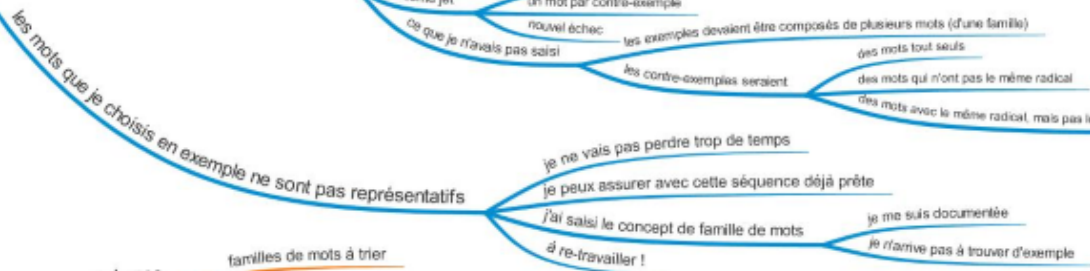 un mot par contre-exemple
nouvel échec
ce que je n'avais pas saisi
les exemples devaient être composés de plusieurs mots (d'une famille)
les contre-exemples seraient
des mots tout seuls
des mots qui n'ont pas le même radical
des mots avec le même radical, mais pas
les mots que je choisis en exemple ne sont pas représentatifs
je ne vais pas perdre trop de temps
je peux assurer avec cette séquence déjà prête
j'ai saisi le concept de famille de mots
je me suis documentée
je n'arrive pas à trouver d'exemple
à re-travailler !
familles de mots à trier